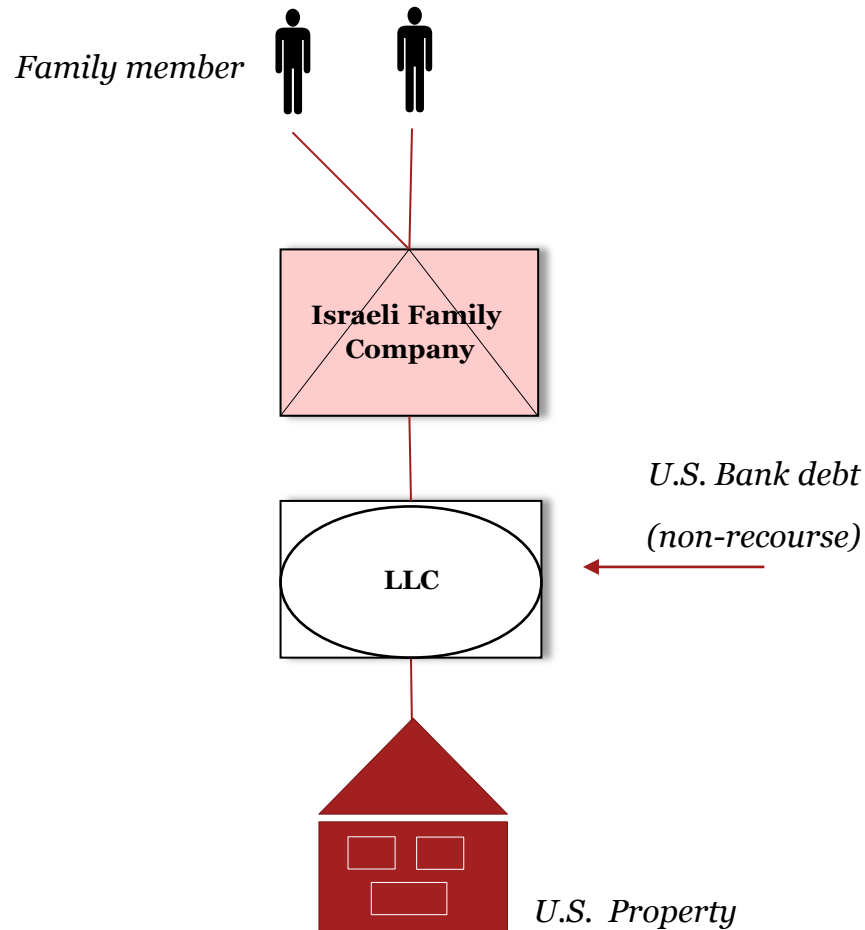 Family member
Israeli Family
Company
U.S. Bank debt
(non-recourse)
LLC
U.S. Property